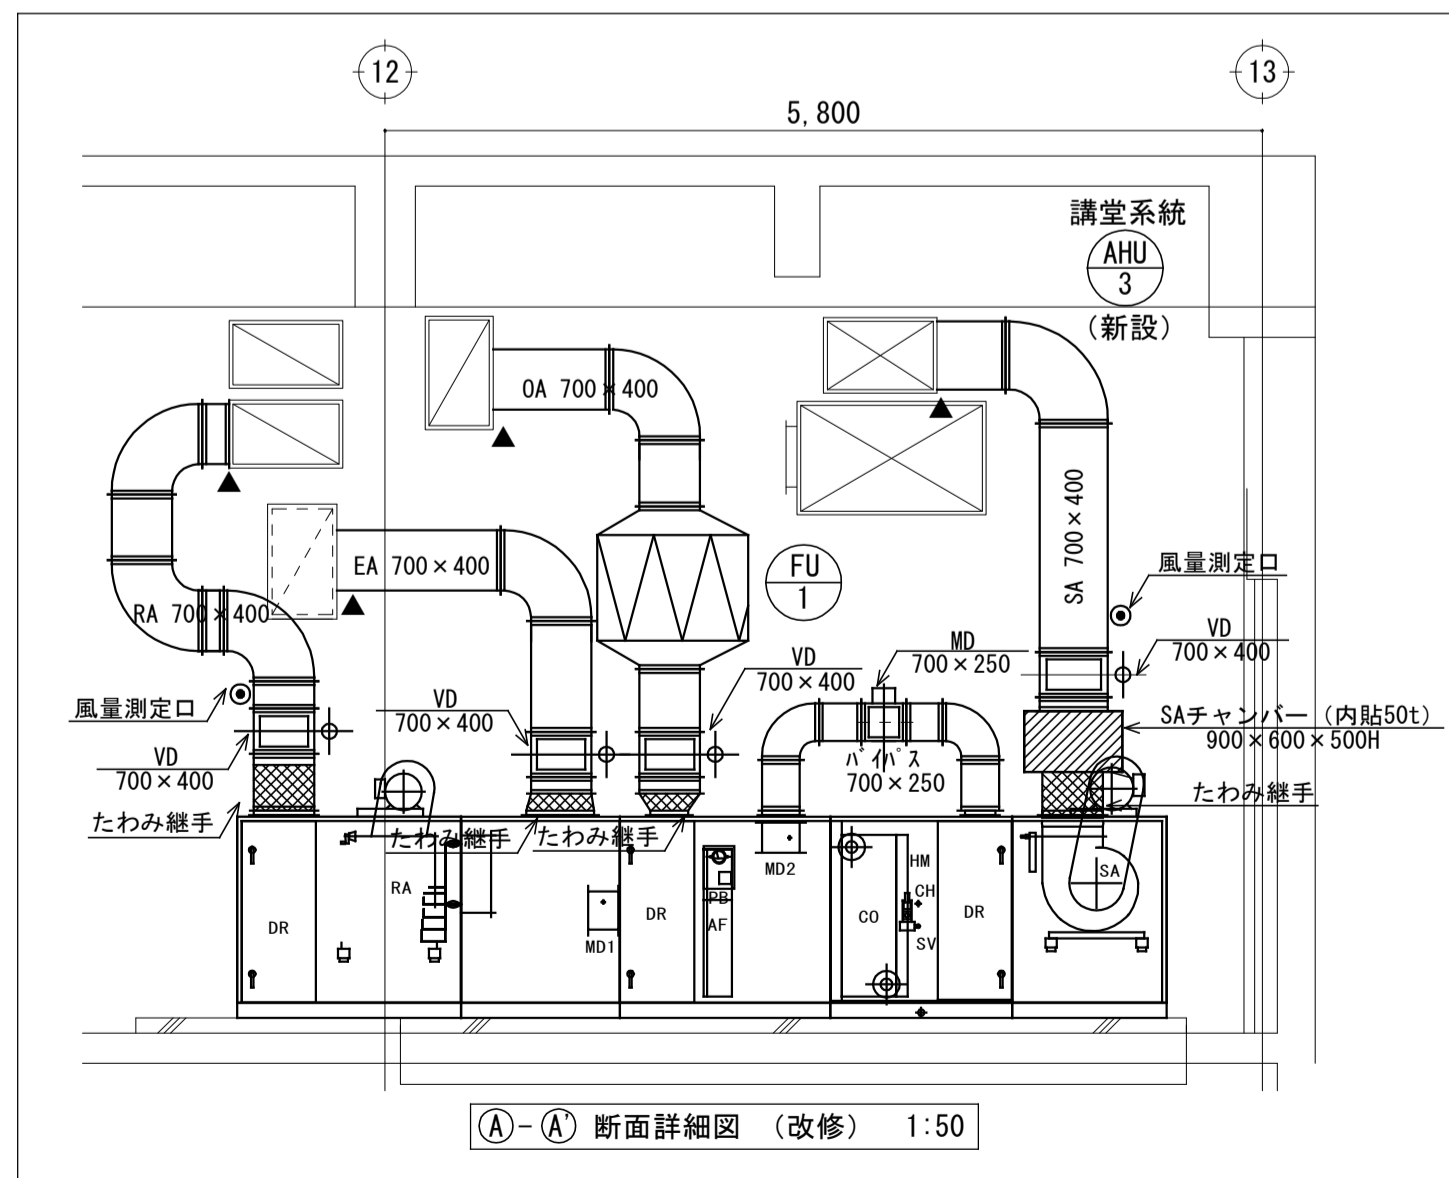 12
13
5,800
講堂系統
AHU
3
(新設)
OA 700×400
EA 700×400
RA 700×400
SA 700×400
FU
1
風量測定口
VD
700×400
MD
700×250
VD
700×400
VD
700×400
風量測定口
VD
700×400
SAチャンバー (内貼50t)
900×600×500H
バイパス
700×250
たわみ継手
たわみ継手
たわみ継手
たわみ継手
RA
DR
MD1
DR
PB
AF
MD2
CO
HM
CH
SV
DR
SA
A-A' 断面詳細図 (改修) 1:50